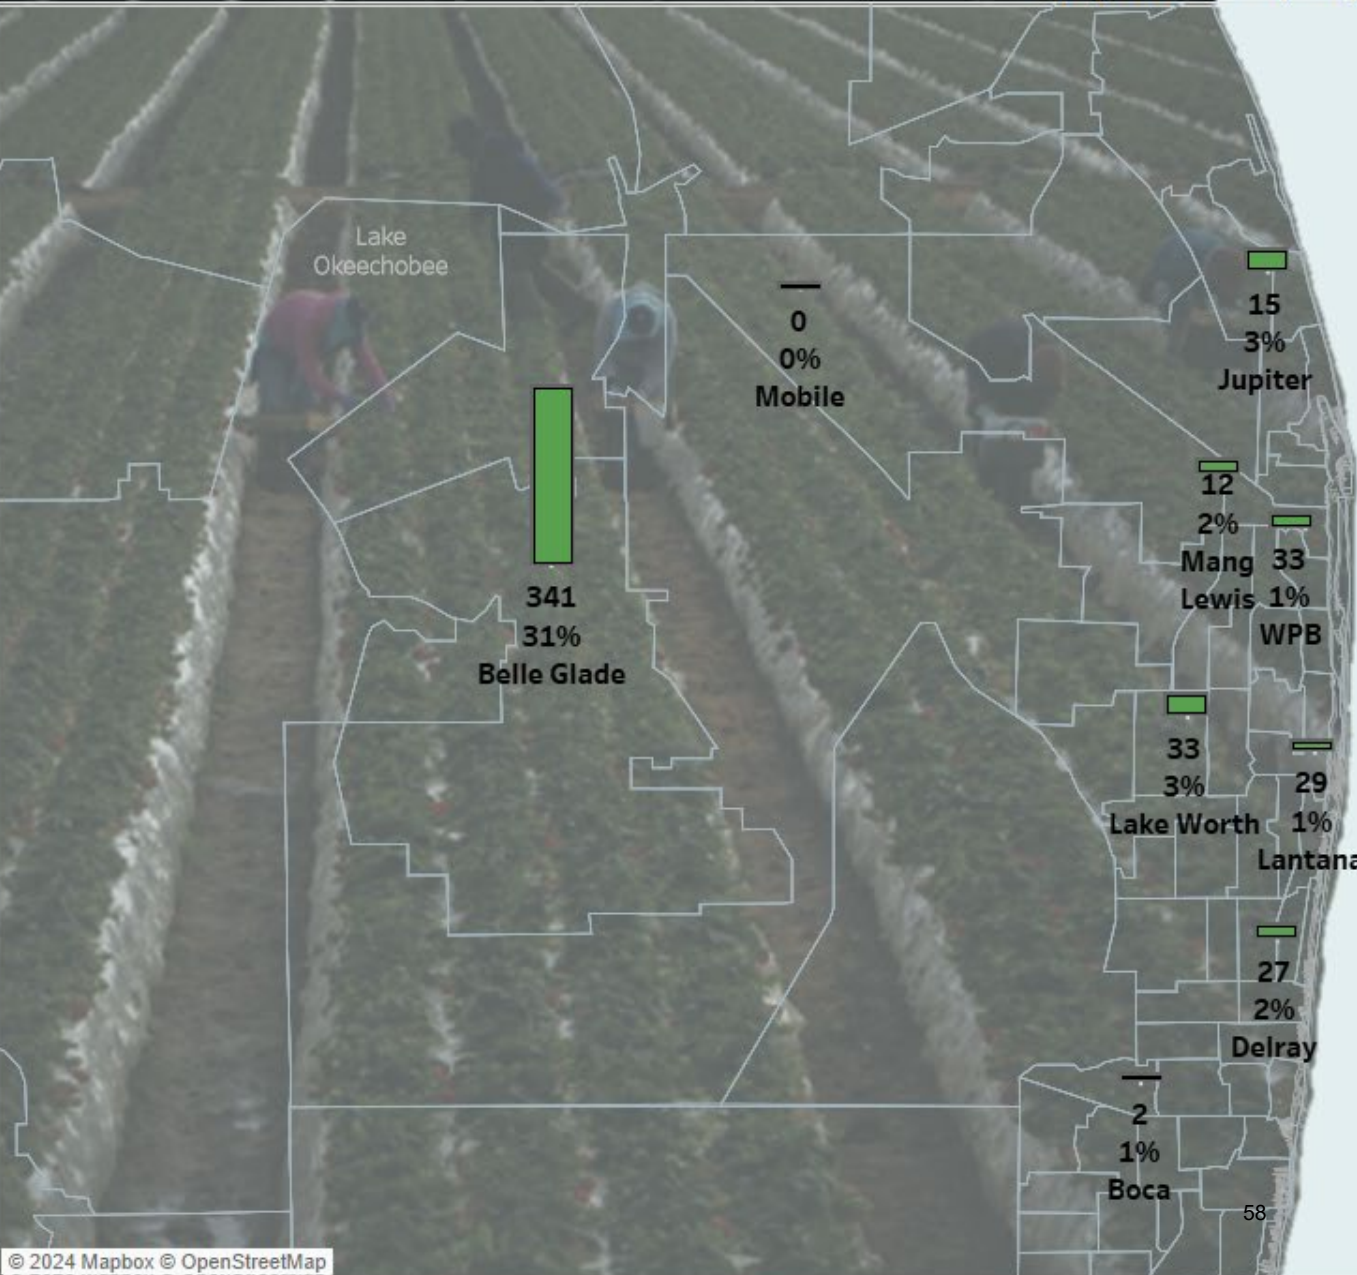 Lake
Okeechobee
0
0%
Mobile
15
3%
Jupiter
341
31%
Belle Glade
12
2%
Mang
Lewis
33
1%
WPB
33
3%
Lake Worth
29
1%
Lantana
27
2%
Delray
2
1%
Boca
58
© 2024 Mapbox © OpenStreetMap